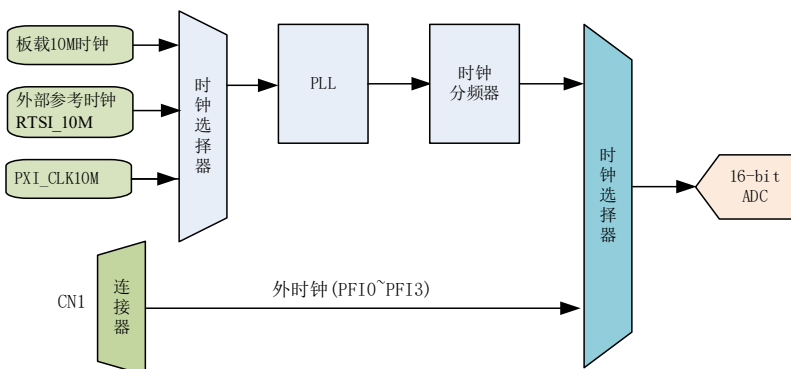 板载10M时钟
外部参考时钟
RTSI_10M
PXI_CLK10M
时钟选择器
PLL
时钟
分频器
时钟选择器
16-bit
ADC
CN1
连接器
外时钟(PFI0~PFI3)